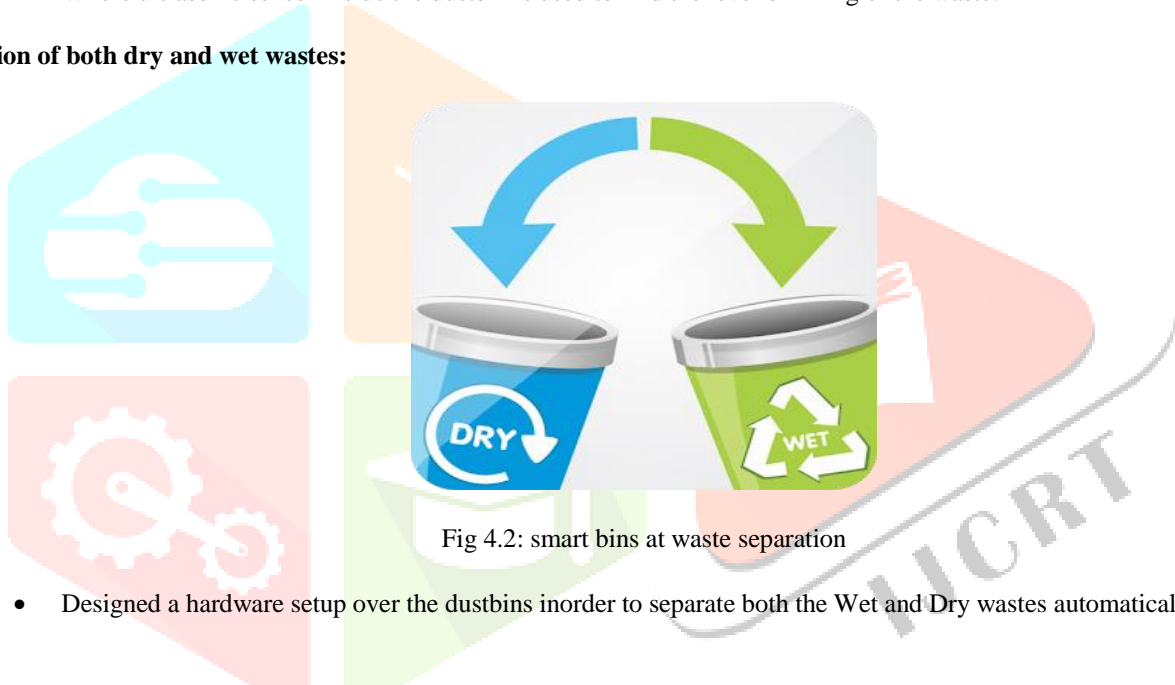 ion of both dry and wet wastes:
DRY
WET
Fig 4.2: smart bins at waste separation
• Designed a hardware setup over the dustbins inorder to separate both the Wet and Dry wastes automatical
IJCRT